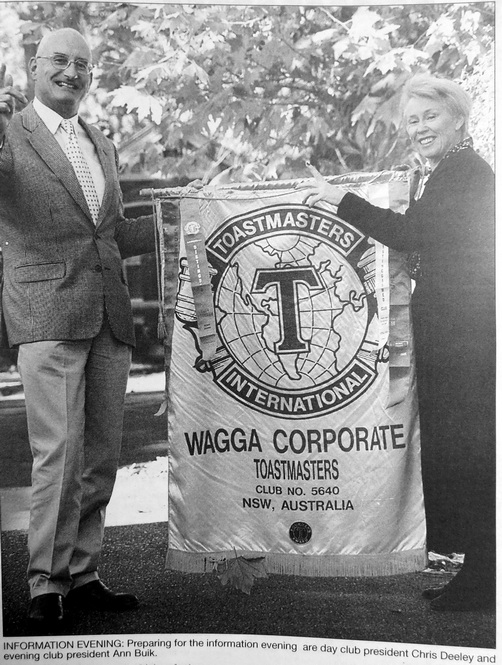 TOASTMASTERS
T
INTERNATIONAL
WAGGA CORPORATE
TOASTMASTERS
CLUB NO. 5640
NSW, AUSTRALIA
INFORMATION EVENING: Preparing for the information evening are day club president Chris Deeley and
evening club president Ann Buik.